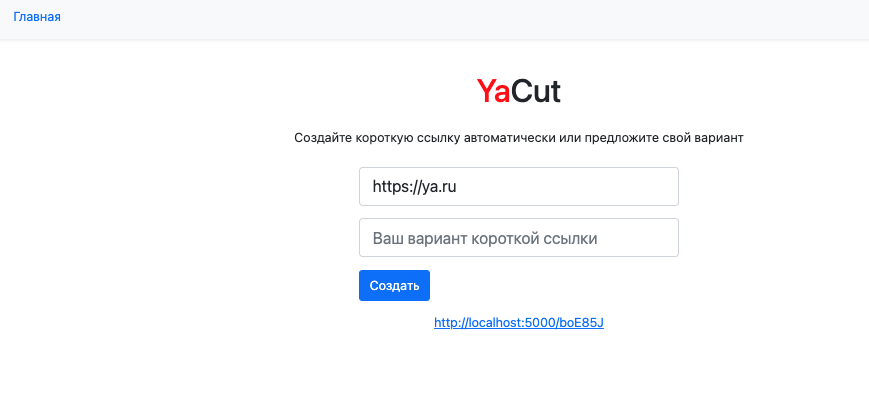 Главная
YaCut
Создайте короткую ссылку автоматически или предложите свой вариант
https://ya.ru
Ваш вариант короткой ссылки
Создать
http://localhost:5000/boE85J